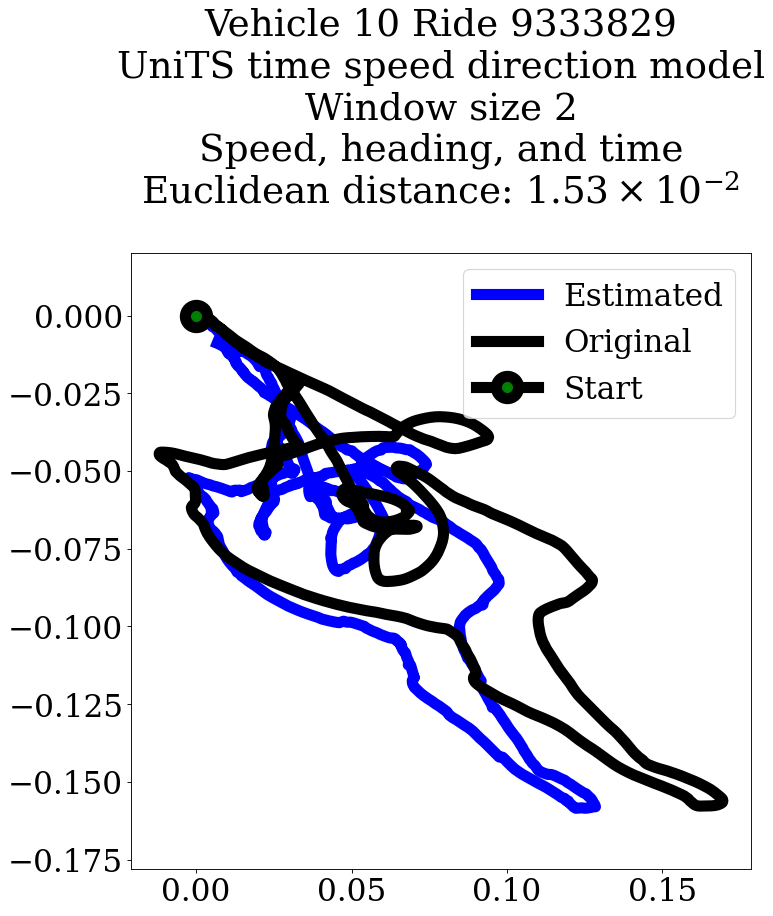 Vehicle 10 Ride 9333829
UniTS time speed direction model
Window size 2
Speed, heading, and time
Euclidean distance: 1.53 × 10⁻²
Estimated
Original
Start
0.000
−0.025
−0.050
−0.075
−0.100
−0.125
−0.150
−0.175
0.00 0.05 0.10 0.15